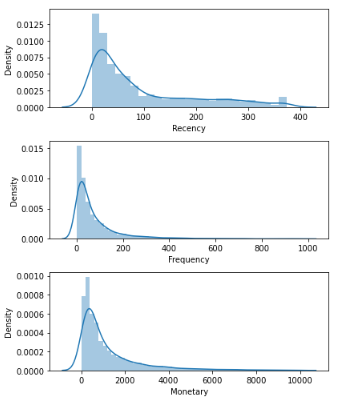 0.0125
0.0100
0.0075
0.0050
0.0025
0.0000
Density
0 100 200 300 400
Recency
0.015
0.010
0.005
0.000
Density
0 200 400 600 800 1000
Frequency
0.0010
0.0008
0.0006
0.0004
0.0002
0.0000
Density
0 2000 4000 6000 8000 10000
Monetary